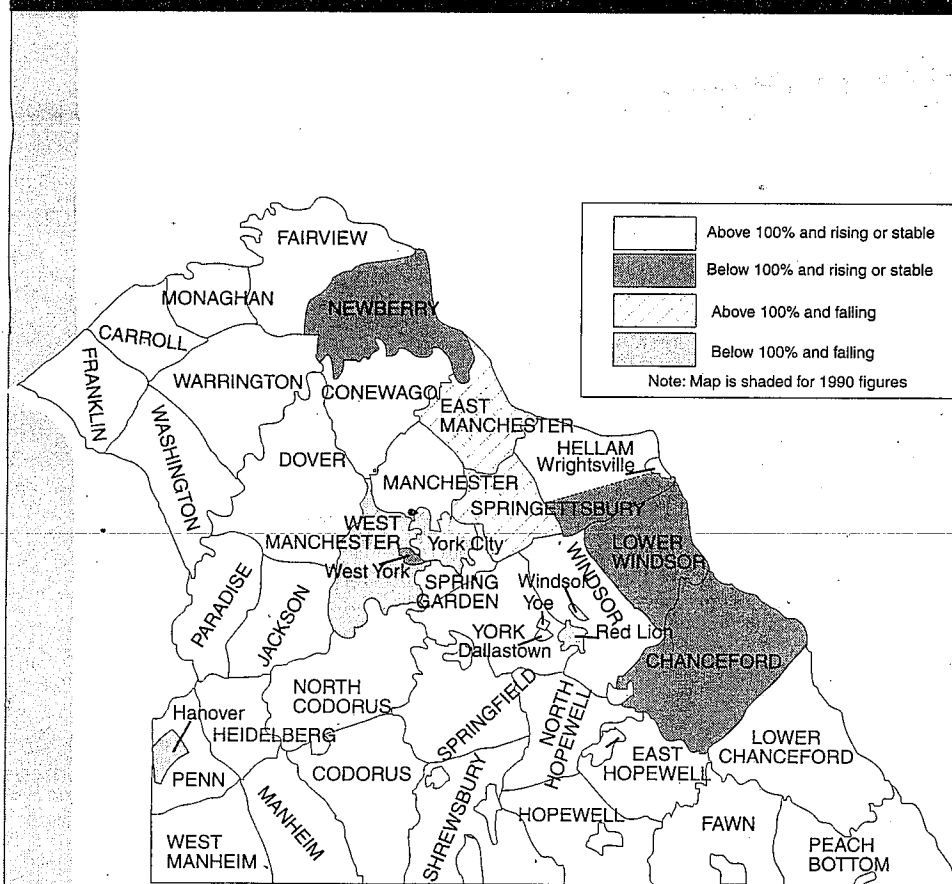 Above 100% and rising or stable
Below 100% and rising or stable
Above 100% and falling
Below 100% and falling
Note: Map is shaded for 1990 figures
FAIRVIEW
MONAGHAN
NEWBERRY
CARROLL
FRANKLIN
WARRINGTON
CONEWAGO
EAST
MANCHESTER
WASHINGTON
DOVER
HELLAM
Wrightsville
MANCHESTER
SPRINGETTSBURY
WEST
MANCHESTER
York City
LOWER
WINDSOR
West York
SPRING
GARDEN
Windsor
WINDSOR
Yoe
PARADISE
JACKSON
YORK
Dallastown
Red Lion
CHANCEFORD
NORTH
CODORUS
SPRINGFIELD
NORTH
HOPEWELL
Hanover
HEIDELBERG
EAST
HOPEWELL
LOWER
CHANCEFORD
PENN
CODORUS
MANHEIM
SHREWSBURY
HOPEWELL
FAWN
WEST
MANHEIM
PEACH
BOTTOM